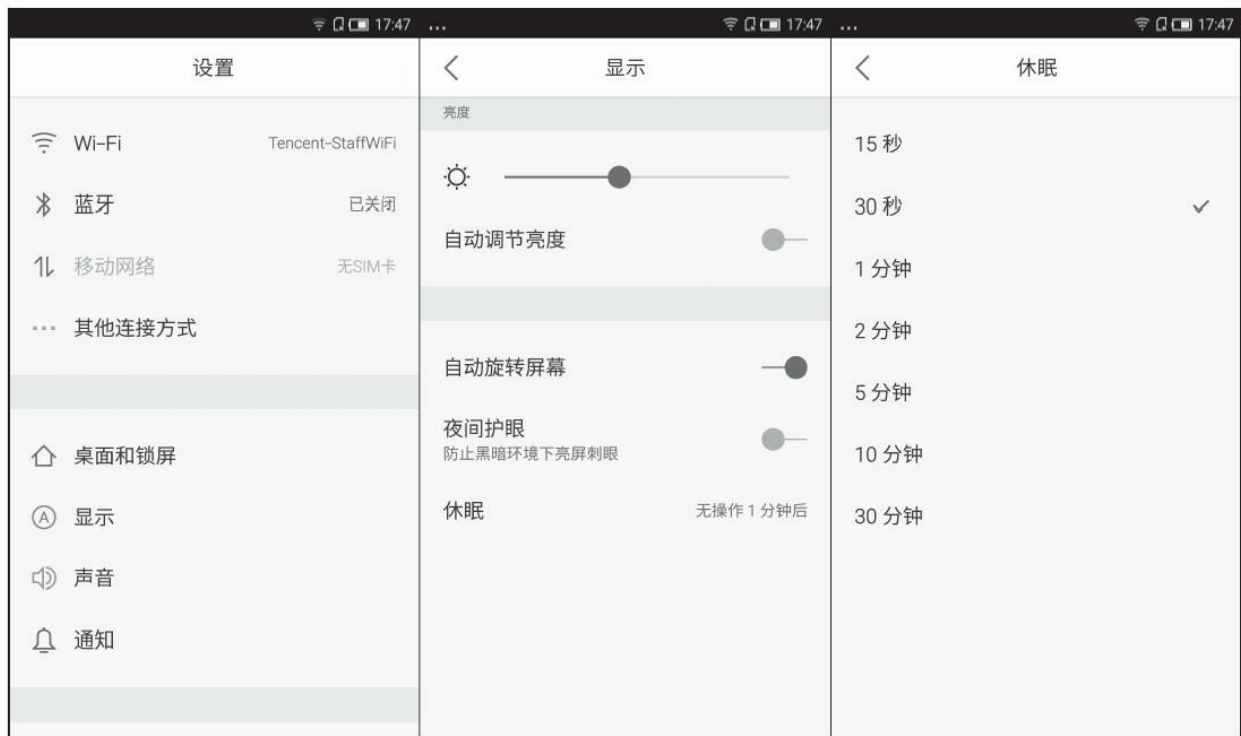 17:47
设置
Wi-Fi
Tencent-StaffWiFi
蓝牙
已关闭
移动网络
无SIM卡
其他连接方式
桌面和锁屏
显示
声音
通知
... 17:47
显示
亮度
自动调节亮度
自动旋转屏幕
夜间护眼
防止黑暗环境下亮屏刺眼
休眠
无操作 1 分钟后
... 17:47
休眠
15 秒
30 秒
1 分钟
2 分钟
5 分钟
10 分钟
30 分钟